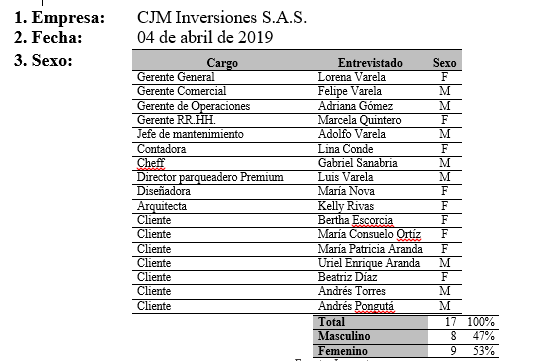 1. Empresa: CJM Inversiones S.A.S.
2. Fecha: 04 de abril de 2019
3. Sexo:
Cargo Entrevistado Sexo
Gerente General Lorena Varela F
Gerente Comercial Felipe Varela M
Gerente de Operaciones Adriana Gómez M
Gerente RR.HH. Marcela Quintero F
Jefe de mantenimiento Adolfo Varela M
Contadora Lina Conde F
Cheff Gabriel Sanabria M
Director parqueadero Premium Luis Varela M
Diseñadora María Nova F
Arquitecta Kelly Rivas F
Cliente Bertha Escorcia F
Cliente María Consuelo Ortíz F
Cliente María Patricia Aranda F
Cliente Uriel Enrique Aranda M
Cliente Beatriz Díaz F
Cliente Andrés Torres M
Cliente Andrés Pongutá M
Total 17 100%
Masculino 8 47%
Femenino 9 53%